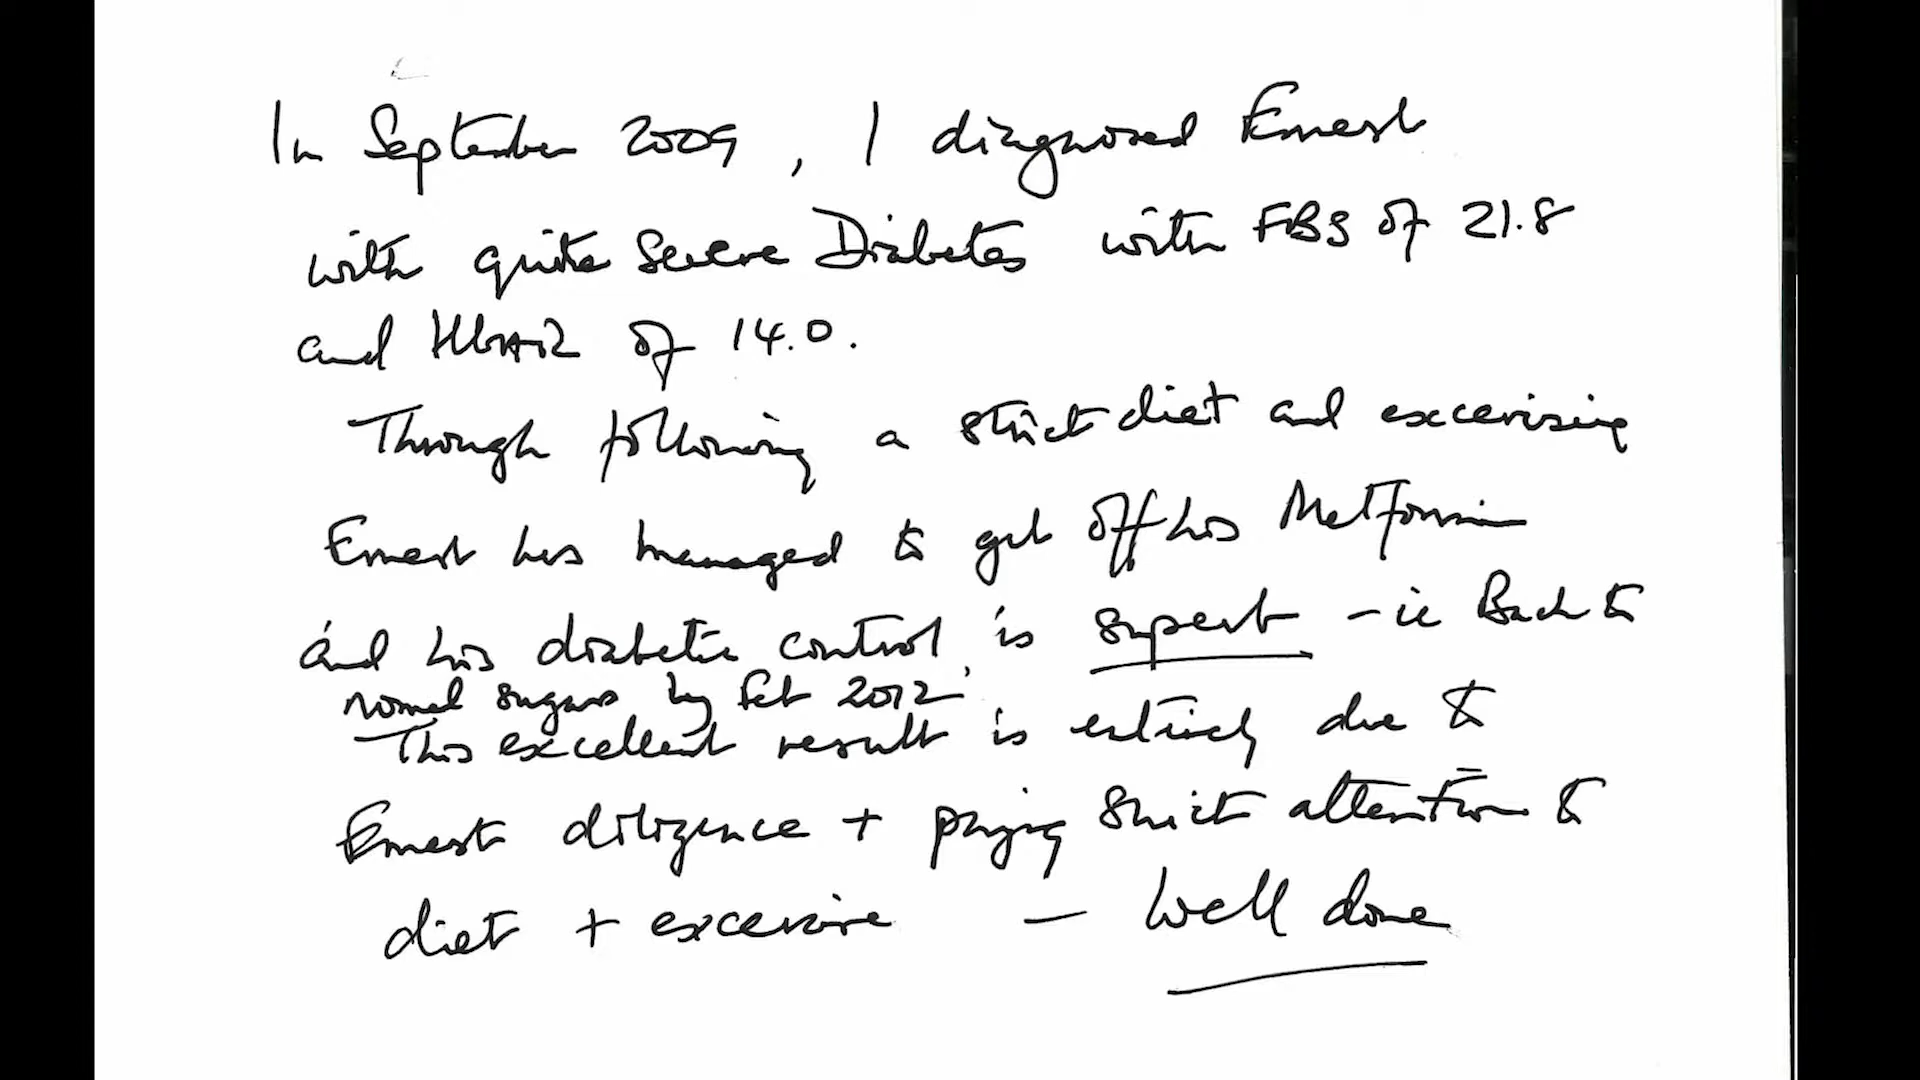 In September 2009, I diagnosed Ernest
with quite severe Diabetes with FBS of 21.8
and of 14.0.
Through following a strict diet and excerising
Ernest has managed to get off his Metformin
and his diabetic control, is superb - ie Back to
normal sugars by Feb 2012
This excellent result is entirely due to
Ernest diligence + paying strict attention to
diet + excersise - Well done